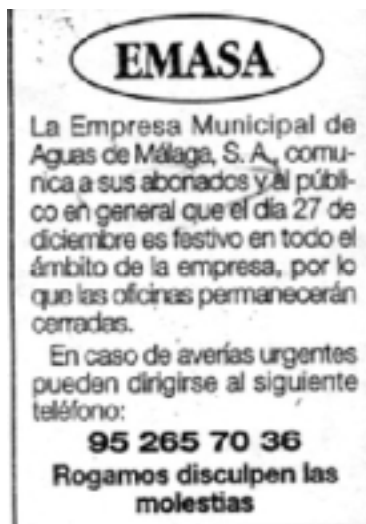 EMASA
La Empresa Municipal de
Aguas de Málaga, S. A., comu-
nica a sus abonados y al públi-
co en general que el día 27 de
diciembre es festivo en todo el
ámbito de la empresa, por lo
que las oficinas permanecerán
cerradas.
En caso de averías urgentes
pueden dirigirse al siguiente
teléfono:
95 265 70 36
Rogamos disculpen las
molestias